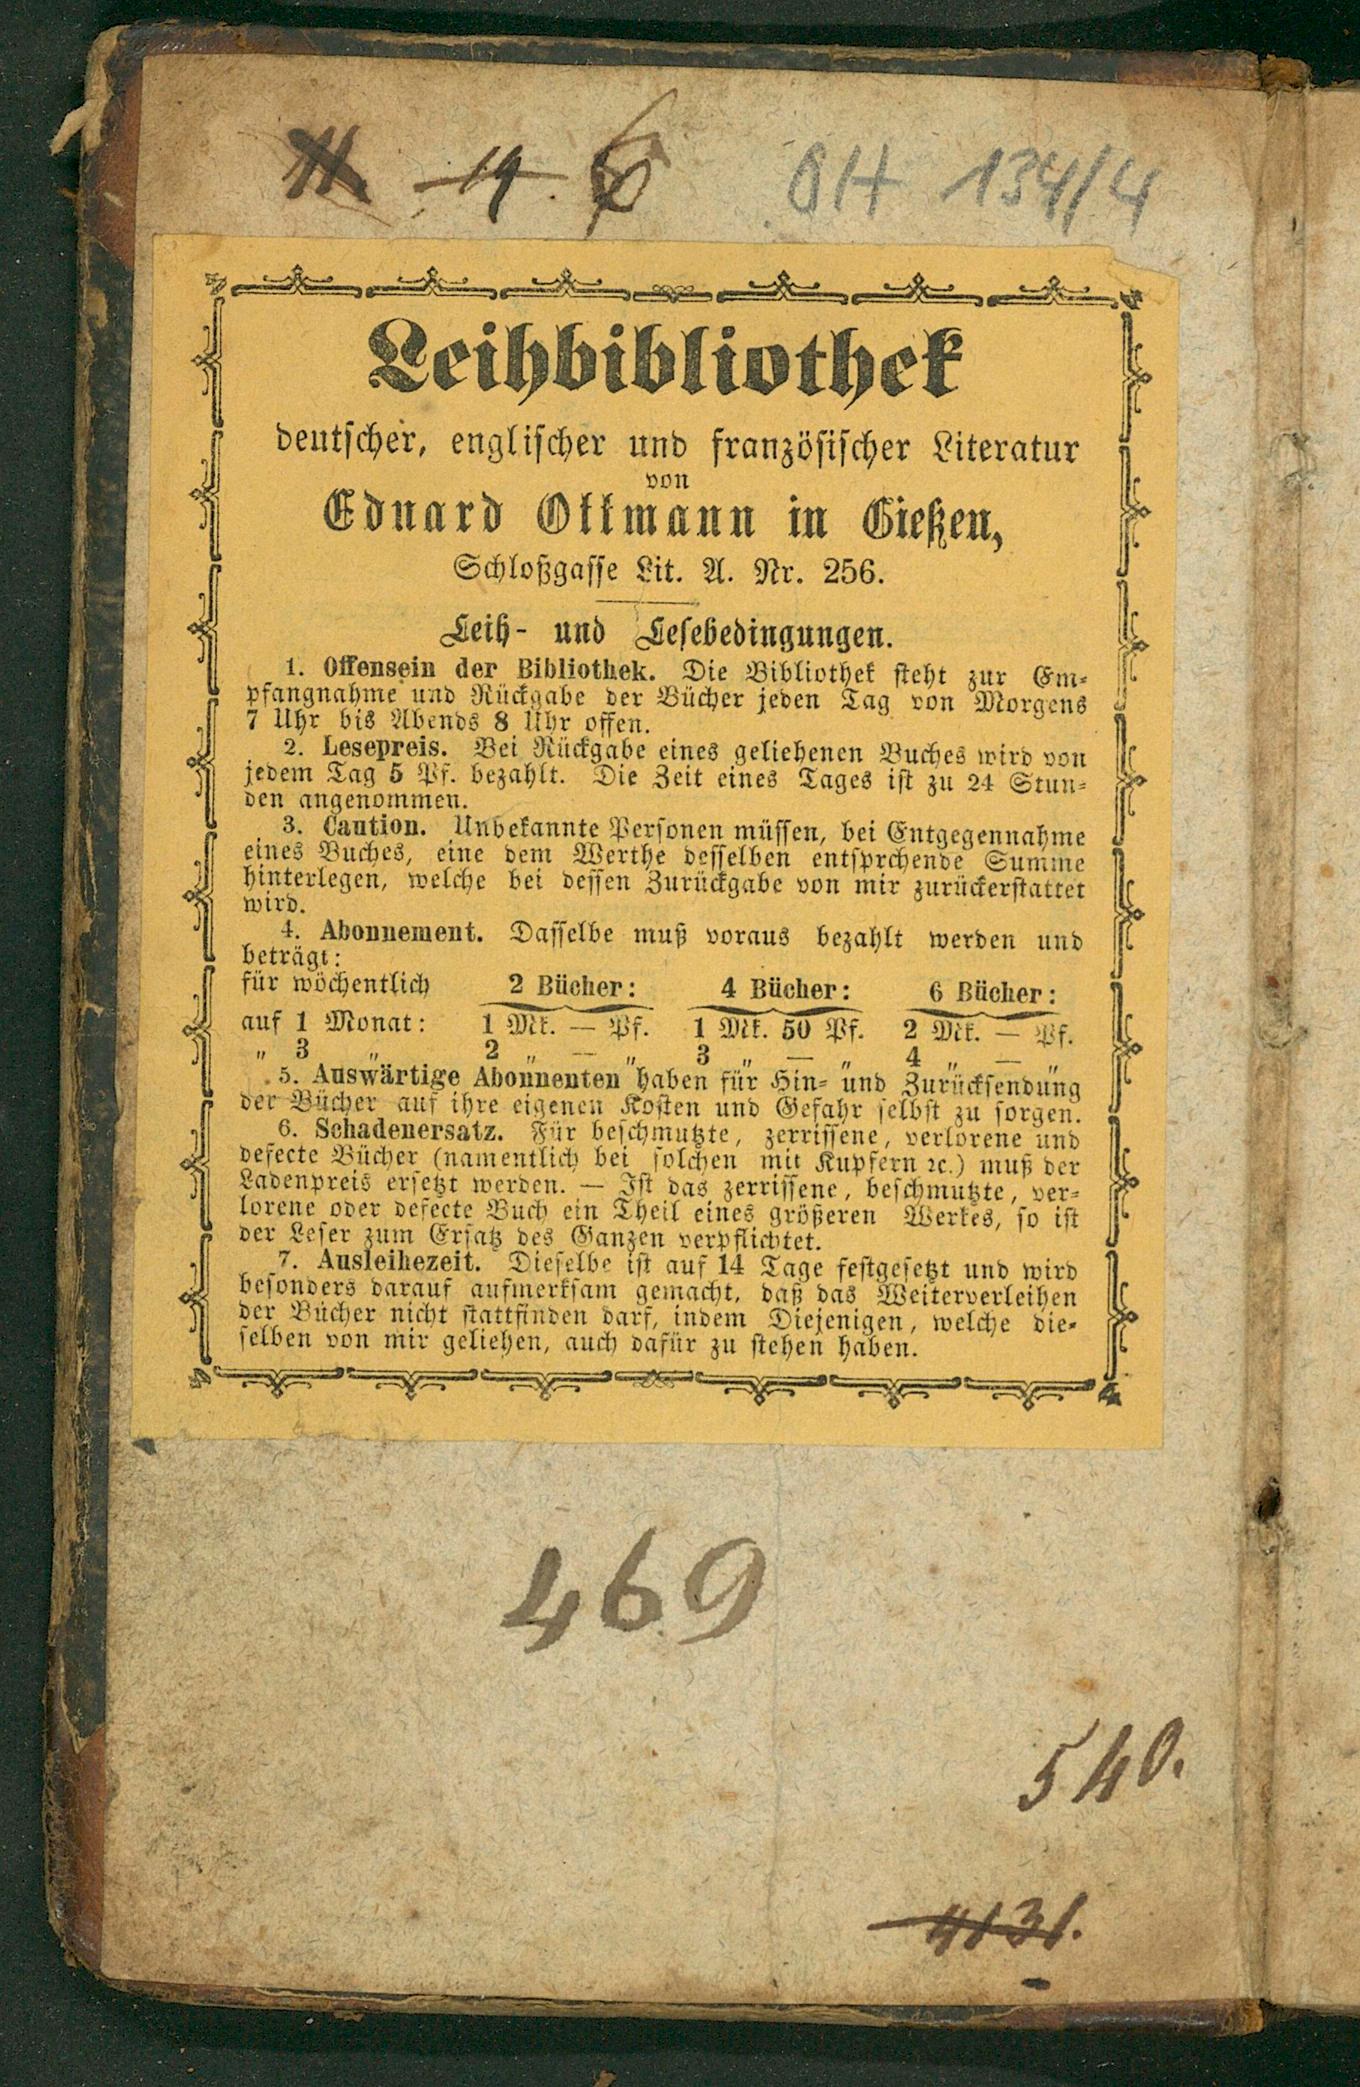 19.
OH 134/4
Leihbibliothek
deutscher, englischer und französischer Literatur
von
Eduard Ottmann in Gießen,
Schloßgasse Lit. A. Nr. 256.
Leih- und Lesebedingungen.
1. Offensein der Bibliothek. Die Bibliothek steht zur Em-
pfangnahme und Rückgabe der Bücher jeden Tag von Morgens
7 Uhr bis Abends 8 Uhr offen.
2. Lesepreis. Bei Rückgabe eines geliehenen Buches wird von
jedem Tag 5 Pf. bezahlt. Die Zeit eines Tages ist zu 24 Stun-
den angenommen.
3. Caution. Unbekannte Personen müssen, bei Entgegennahme
eines Buches, eine dem Werthe desselben entsprchende Summe
hinterlegen, welche bei dessen Zurückgabe von mir zurückerstattet
wird.
4. Abonnement. Dasselbe muß voraus bezahlt werden und
beträgt:
für wöchentlich 2 Bücher: 4 Bücher: 6 Bücher:
auf 1 Monat: 1 Mk. — Pf. 1 Mk. 50 Pf. 2 Mk. — Pf.
„ 3 „ 2 „ — „ 3 „ — „ 4 „ — „
5. Auswärtige Abonnenten haben für Hin- und Zurücksendung
der Bücher auf ihre eigenen Kosten und Gefahr selbst zu sorgen.
6. Schadenersatz. Für beschmutzte, zerrissene, verlorene und
defecte Bücher (namentlich bei solchen mit Kupfern ꝛc.) muß der
Ladenpreis ersetzt werden. — Ist das zerrissene, beschmutzte, ver-
lorene oder defecte Buch ein Theil eines größeren Werkes, so ist
der Leser zum Ersatz des Ganzen verpflichtet.
7. Ausleihezeit. Dieselbe ist auf 14 Tage festgesetzt und wird
besonders darauf aufmerksam gemacht, daß das Weiterverleihen
der Bücher nicht stattfinden darf, indem Diejenigen, welche die-
selben von mir geliehen, auch dafür zu stehen haben.
469
540.
4131.